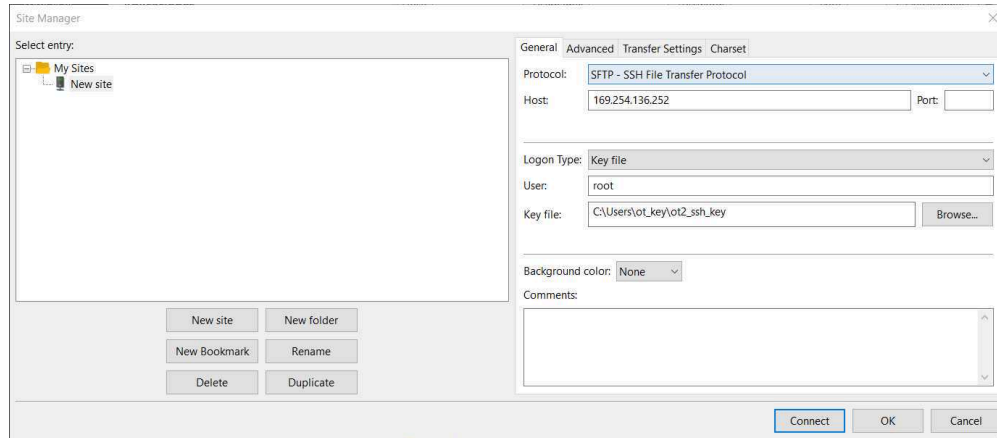 Site Manager
Select entry:
My Sites
New site
New site
New folder
New Bookmark
Rename
Delete
Duplicate
General
Advanced
Transfer Settings
Charset
Protocol:
SFTP - SSH File Transfer Protocol
Host:
169.254.136.252
Port:
Logon Type:
Key file
User:
root
Key file:
C:\Users\ot_key\ot2_ssh_key
Browse...
Background color:
None
Comments:
Connect
OK
Cancel